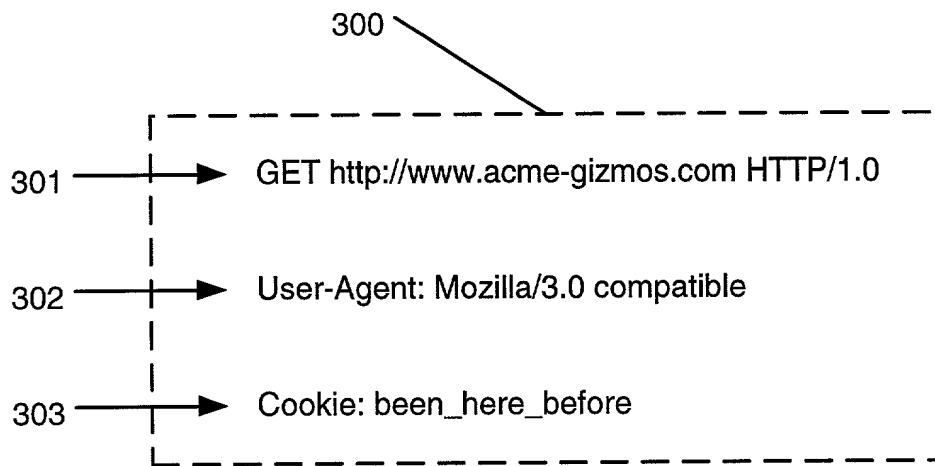 300
301 GET http://www.acme-gizmos.com HTTP/1.0
302 User-Agent: Mozilla/3.0 compatible
303 Cookie: been_here_before